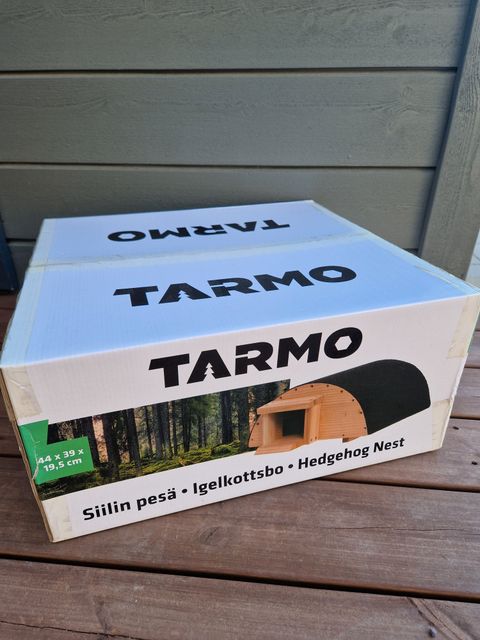 TARMO
TARMO
TARMO
44 x 39 x
19,5 cm
Siilin pesä • Igelkottsbo • Hedgehog Nest